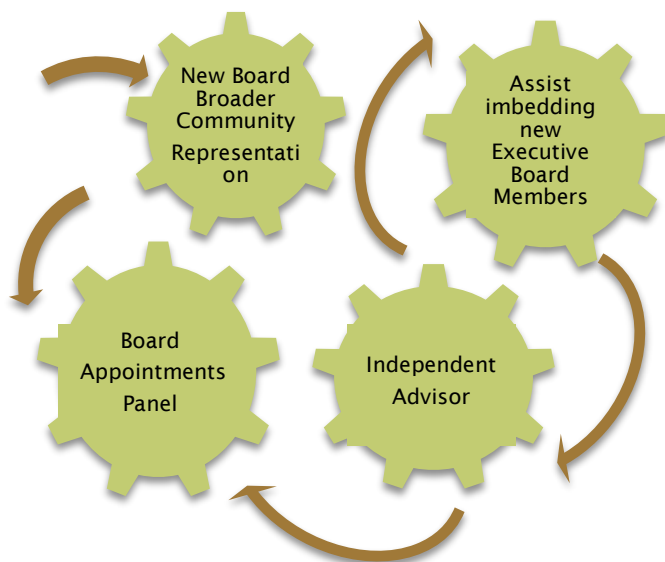 New Board
Broader
Community
Representati
on
Assist
imbedding
new
Executive
Board
Members
Board
Appointments
Panel
Independent
Advisor